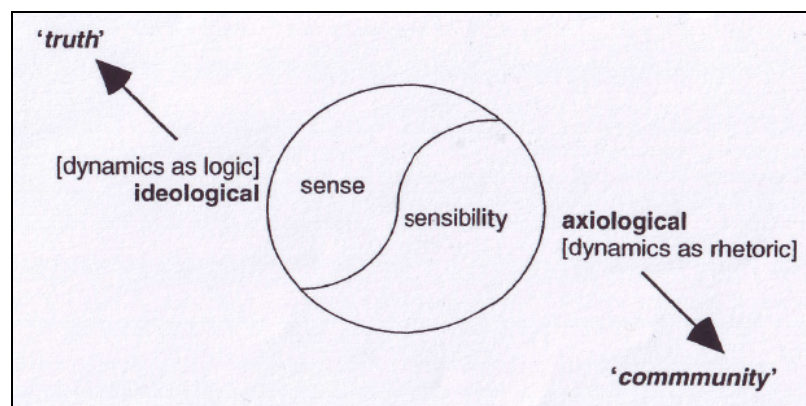 'truth'
[dynamics as logic]
ideological
sense
sensibility
axiological
[dynamics as rhetoric]
'commmunity'